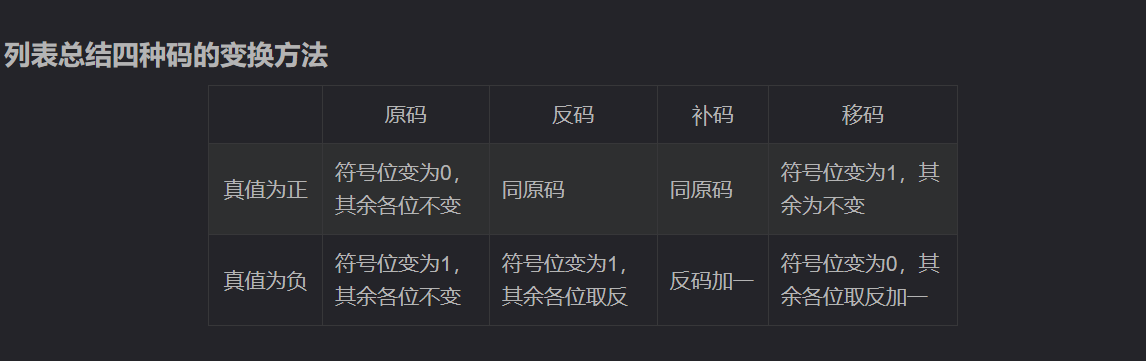 列表总结四种码的变换方法
原码 反码 补码 移码
真值为正
符号位变为0，
其余各位不变
同原码
同原码
符号位变为1，其
余为不变
真值为负
符号位变为1，
其余各位不变
符号位变为1，
其余各位取反
反码加一
符号位变为0，其
余各位取反加一